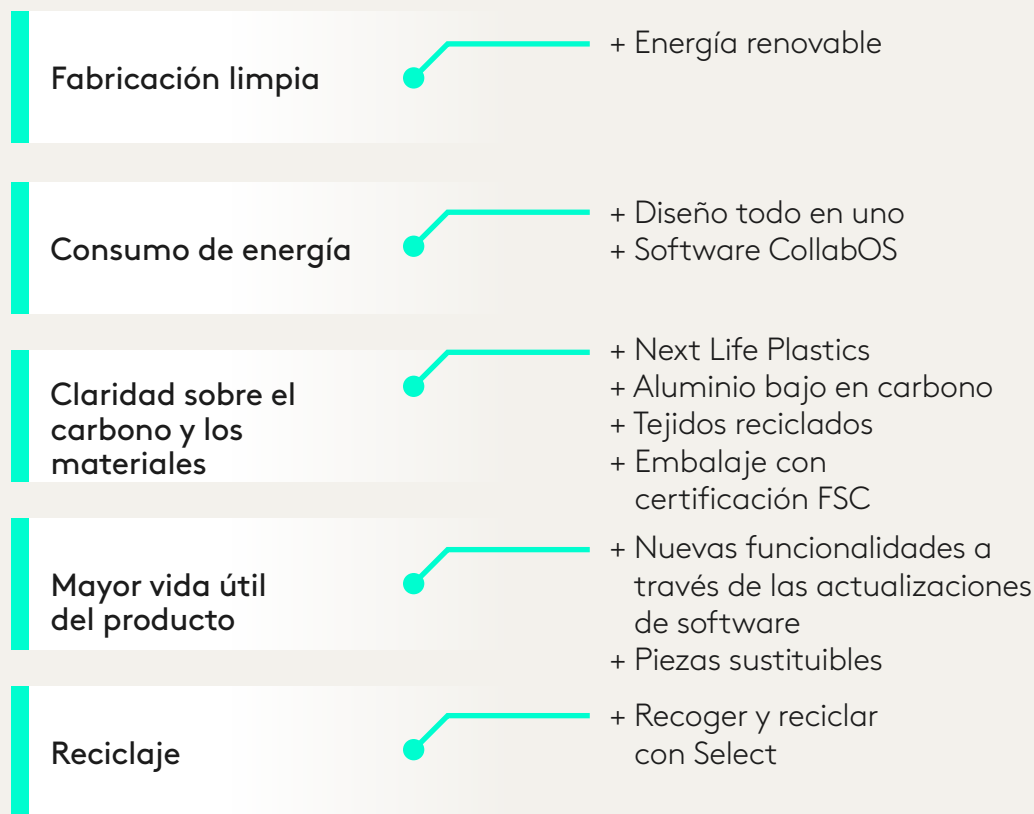 Fabricación limpia
+ Energía renovable
Consumo de energía
+ Diseño todo en uno
+ Software CollabOS
Claridad sobre el
carbono y los
materiales
+ Next Life Plastics
+ Aluminio bajo en carbono
+ Tejidos reciclados
+ Embalaje con
certificación FSC
Mayor vida útil
del producto
+ Nuevas funcionalidades a
través de las actualizaciones
de software
+ Piezas sustituibles
Reciclaje
+ Recoger y reciclar
con Select